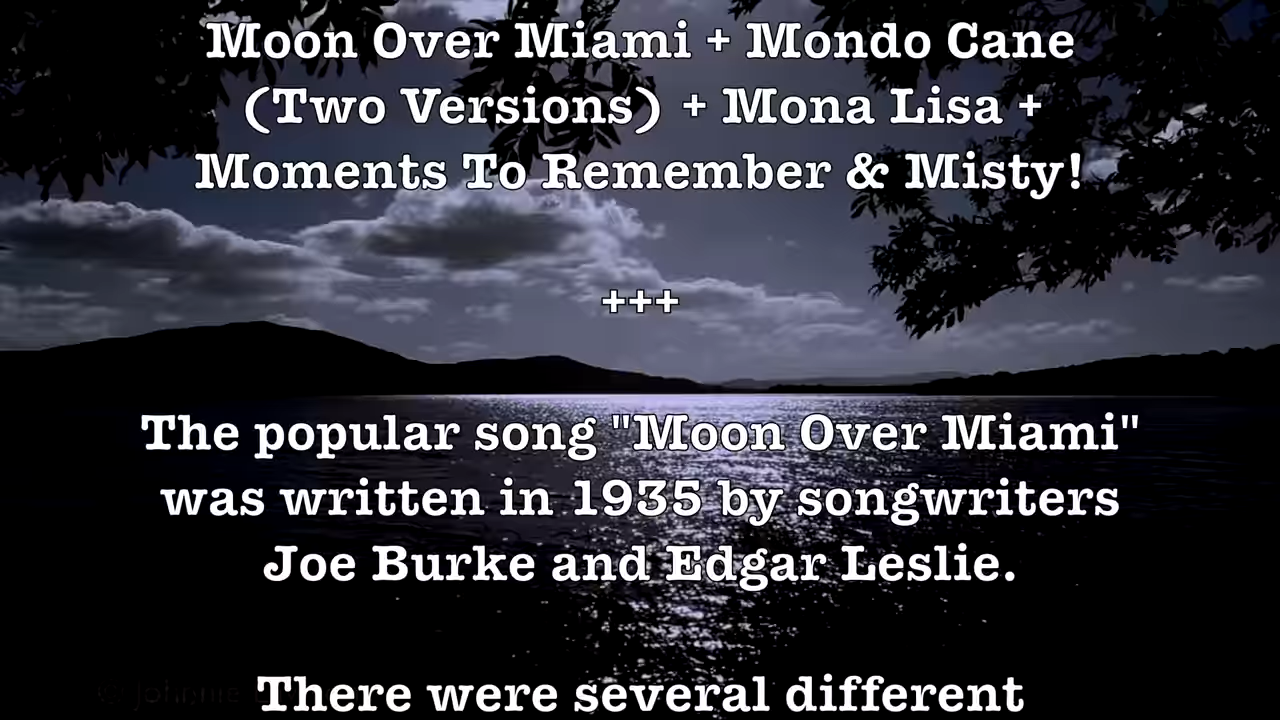 Moon Over Miami + Mondo Cane
(Two Versions) + Mona Lisa +
Moments To Remember & Misty!
+++
The popular song "Moon Over Miami"
was written in 1935 by songwriters
Joe Burke and Edgar Leslie.
There were several different